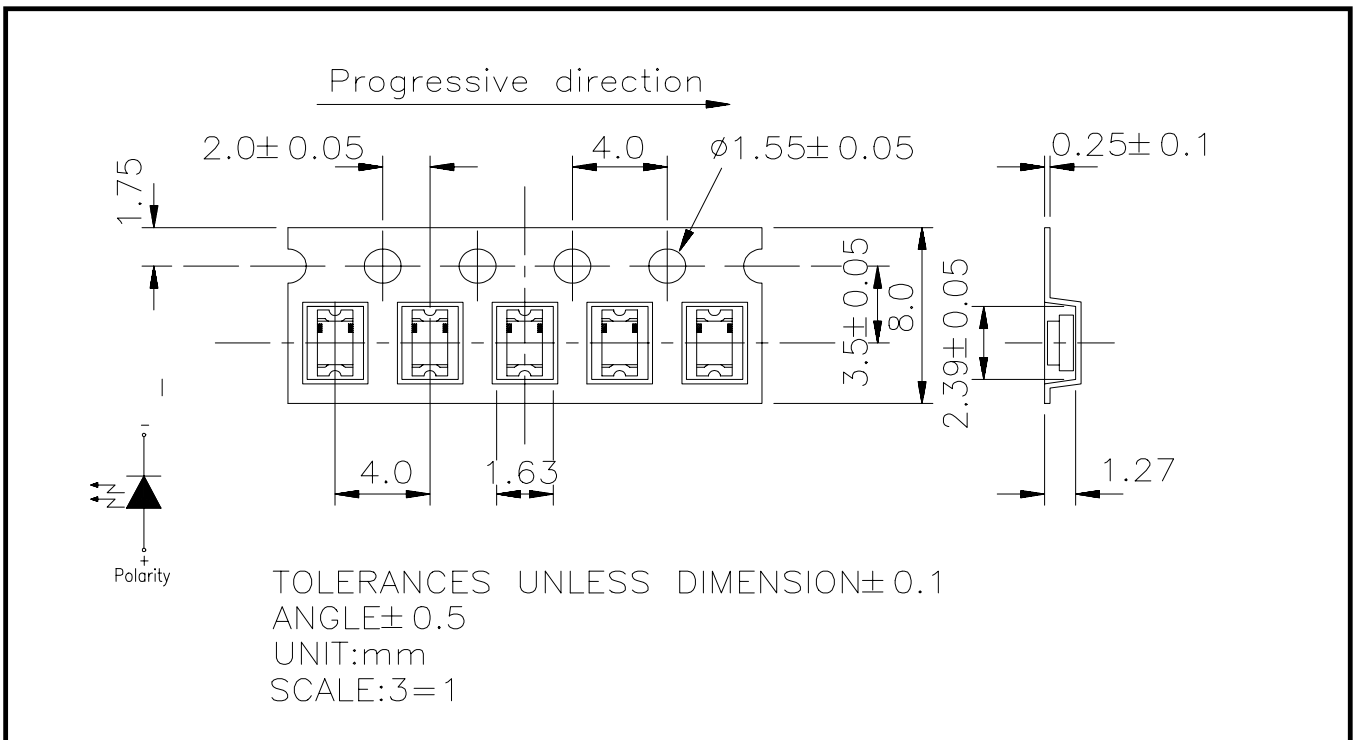 Progressive direction
2.0±0.05
4.0
ø1.55±0.05
0.25±0.1
1.75
3.5±0.05
8.0
2.39±0.05
4.0
1.63
1.27
-
+
Polarity
TOLERANCES UNLESS DIMENSION±0.1
ANGLE±0.5
UNIT:mm
SCALE:3=1